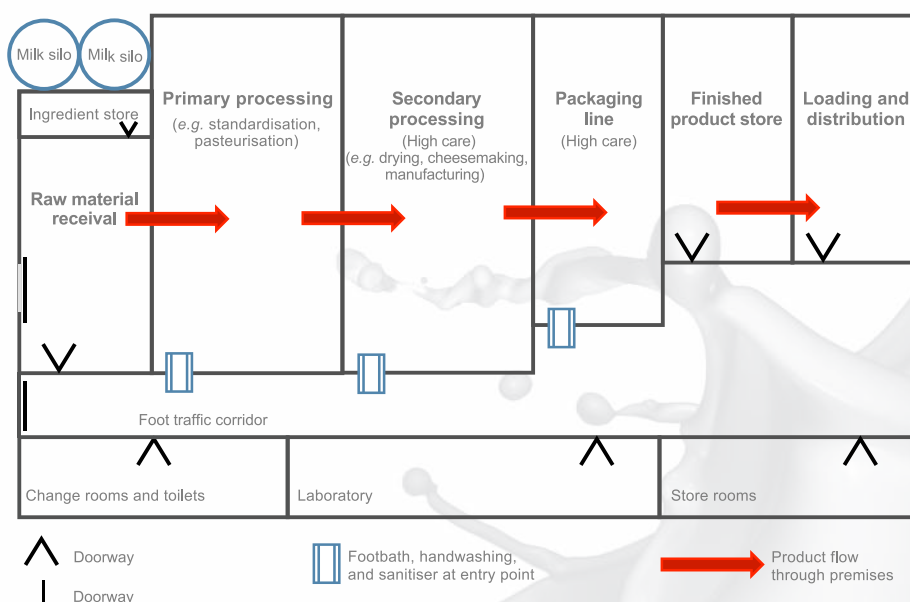 Milk silo
Milk silo
Ingredient store
Raw material
receival
Primary processing
(e.g. standardisation,
pasteurisation)
Secondary
processing
(High care)
(e.g. drying, cheesemaking,
manufacturing)
Packaging
line
(High care)
Finished
product store
Loading and
distribution
Foot traffic corridor
Change rooms and toilets
Laboratory
Store rooms
Doorway
Doorway
Footbath, handwashing,
and sanitiser at entry point
Product flow
through premises